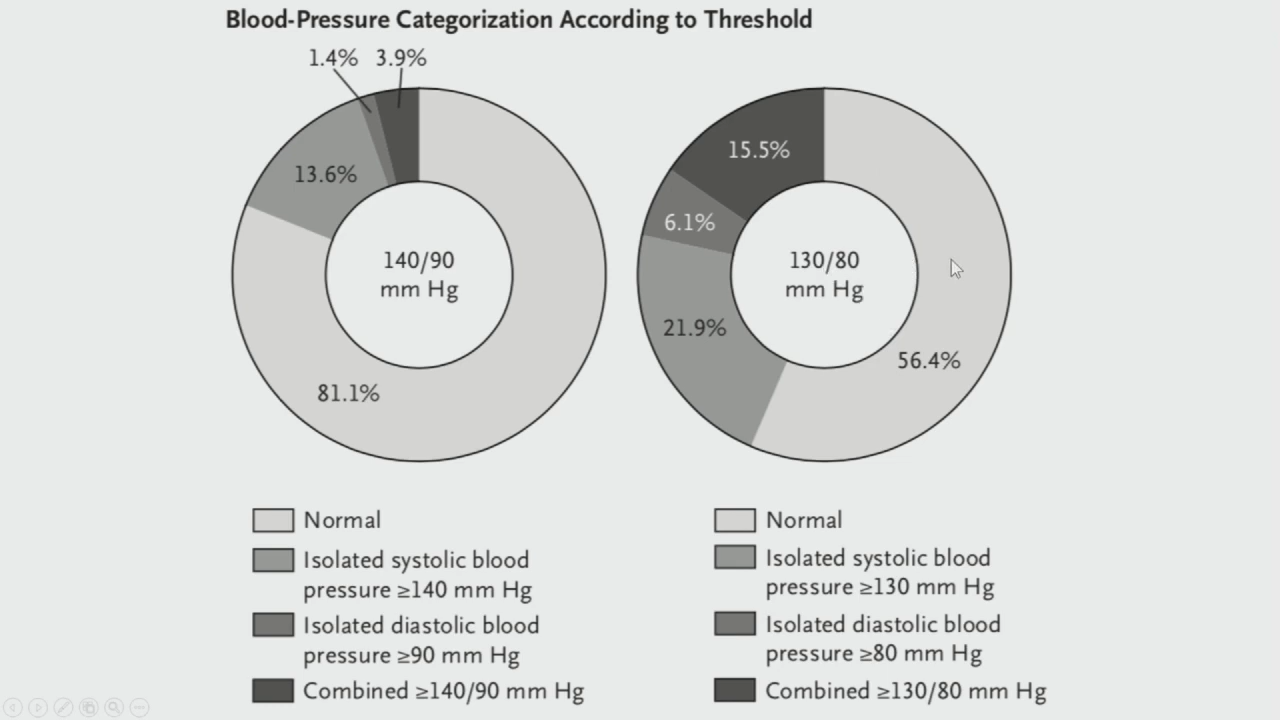 Blood-Pressure Categorization According to Threshold
1.4% 3.9%
13.6%
140/90
mm Hg
81.1%
15.5%
6.1%
130/80
mm Hg
21.9%
56.4%
Normal
Isolated systolic blood
pressure ≥140 mm Hg
Isolated diastolic blood
pressure ≥90 mm Hg
Combined ≥140/90 mm Hg
Normal
Isolated systolic blood
pressure ≥130 mm Hg
Isolated diastolic blood
pressure ≥80 mm Hg
Combined ≥130/80 mm Hg